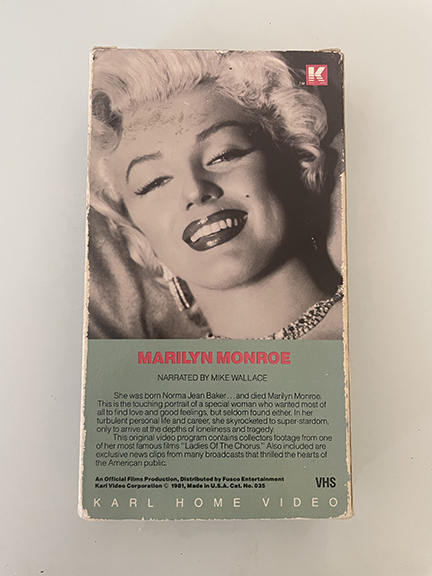 K
TM
MARILYN MONROE
NARRATED BY MIKE WALLACE
She was born Norma Jean Baker...and died Marilyn Monroe.
This is the touching portrait of a special woman who wanted most of
all to find love and good feelings, but seldom found either. In her
turbulent personal life and career, she skyrocketed to super-stardom,
only to arrive at the depths of loneliness and tragedy.
This original video program contains collectors footage from one
of her most famous films "Ladies Of The Chorus." Also included are
exclusive news clips from many broadcasts that thrilled the hearts of
the American public.
An Official Films Production, Distributed by Fusco Entertainment
Karl Video Corporation © 1981, Made in U.S.A. Cat. No. 035
VHS
KARL HOME VIDEO